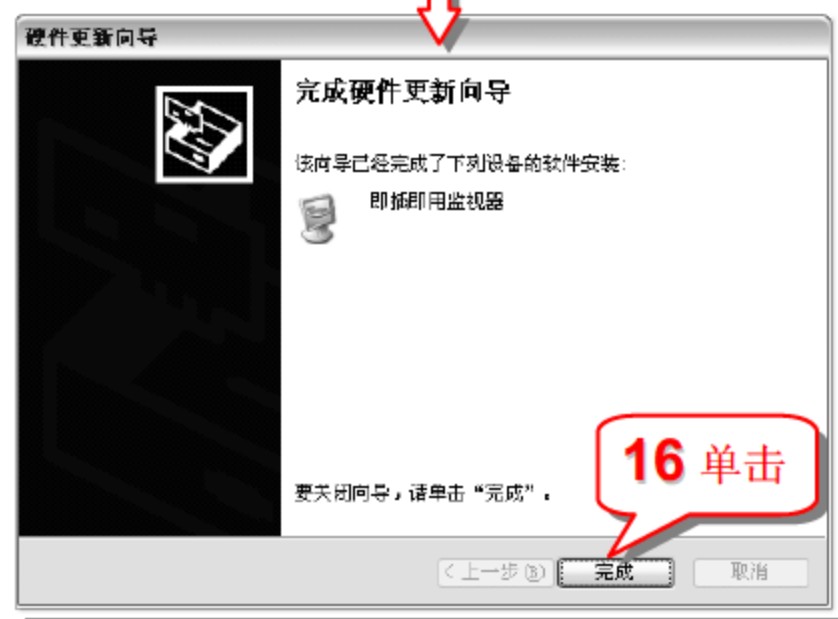 硬件更新向导
完成硬件更新向导
该向导已经完成了下列设备的软件安装:
即插即用监视器
16 单击
要关闭向导,请单击“完成”。
< 上一步(B)
完成
取消